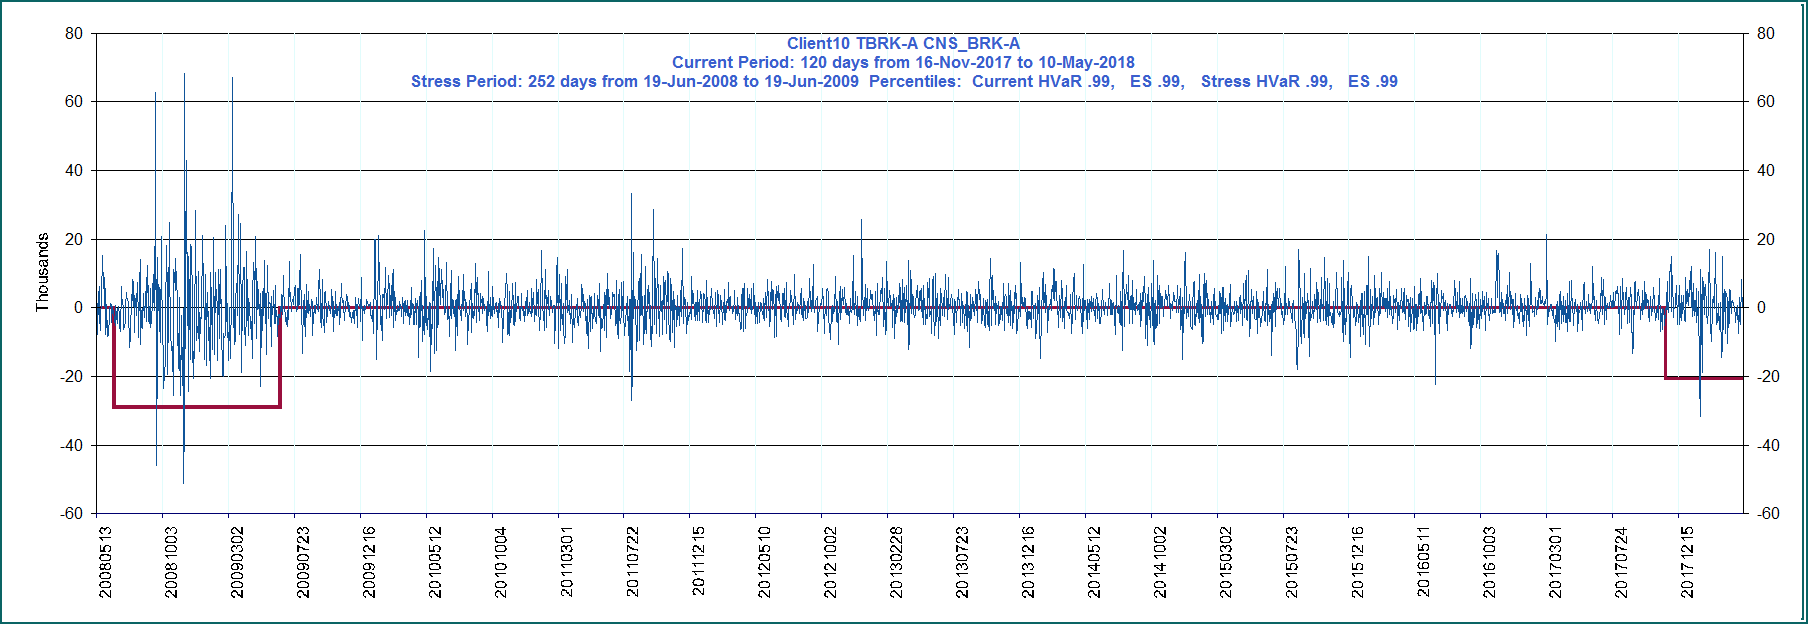 Client10 TBRK-A CNS_BRK-A
Current Period: 120 days from 16-Nov-2017 to 10-May-2018
Stress Period: 252 days from 19-Jun-2008 to 19-Jun-2009  Percentiles:  Current HVaR .99,   ES .99,   Stress HVaR .99,   ES .99
80 80
60 60
40 40
20 20
0 0
-20 -20
-40 -40
-60 -60
Thousands
20080513 20081003 20090302 20090723 20091216 20100512 20101004 20110301 20110722 20111215 20120510 20121002 20130228 20130723 20131216 20140512 20141002 20150302 20150723 20151216 20160511 20161003 20170301 20170724 20171215